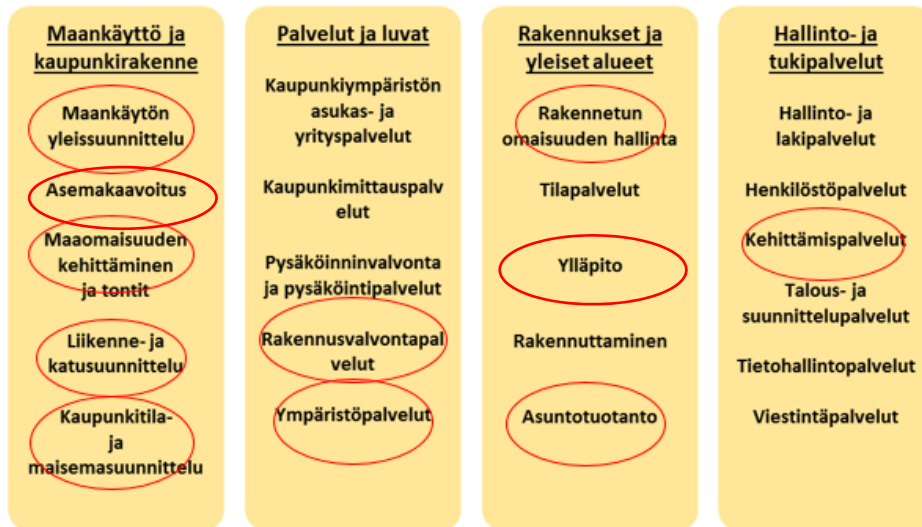 Maankäyttö ja
kaupunkirakenne
Maankäytön
yleissuunnittelu
Asemakaavoitus
Maaomaisuuden
kehittäminen
ja tontit
Liikenne- ja
katusuunnittelu
Kaupunkitila-
ja
maisemasuunnittelu
Palvelut ja luvat
Kaupunkiympäristön
asukas- ja
yrityspalvelut
Kaupunkimittauspalv
elut
Pysäköinninvalvonta
ja pysäköintipalvelut
Rakennusvalvontapal
velut
Ympäristöpalvelut
Rakennukset ja
yleiset alueet
Rakennetun
omaisuuden hallinta
Tilapalvelut
Ylläpito
Rakennuttaminen
Asuntotuotanto
Hallinto- ja
tukipalvelut
Hallinto- ja
lakipalvelut
Henkilöstöpalvelut
Kehittämispalvelut
Talous- ja
suunnittelupalvelut
Tietohallintopalvelut
Viestintäpalvelut